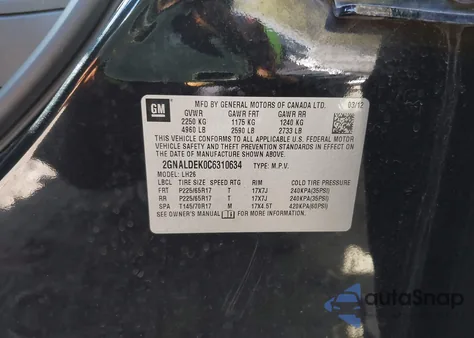 GM MFD BY GENERAL MOTORS OF CANADA LTD. 03/12
GVWR GAWR FRT GAWR RR
2250 KG 1175 KG 1240 KG
4960 LB 2590 LB 2733 LB
THIS VEHICLE CONFORMS TO ALL APPLICABLE U.S. FEDERAL MOTOR
VEHICLE SAFETY AND THEFT PREVENTION STANDARDS IN EFFECT ON
THE DATE OF MANUFACTURE SHOWN ABOVE.
2GNALDEK0C6310634 TYPE: M.P.V.
MODEL: LH26
LBCL TIRE SIZE SPEED RTG RIM COLD TIRE PRESSURE
FRT P225/65R17 T 17X7J 240KPA(35PSI)
RR P225/65R17 T 17X7J 240KPA(35PSI)
SPA T145/70R17 M 17X4.5T 420KPA(60PSI)
SEE OWNER'S MANUAL FOR ADDITIONAL INFORMATION.
autoSnap